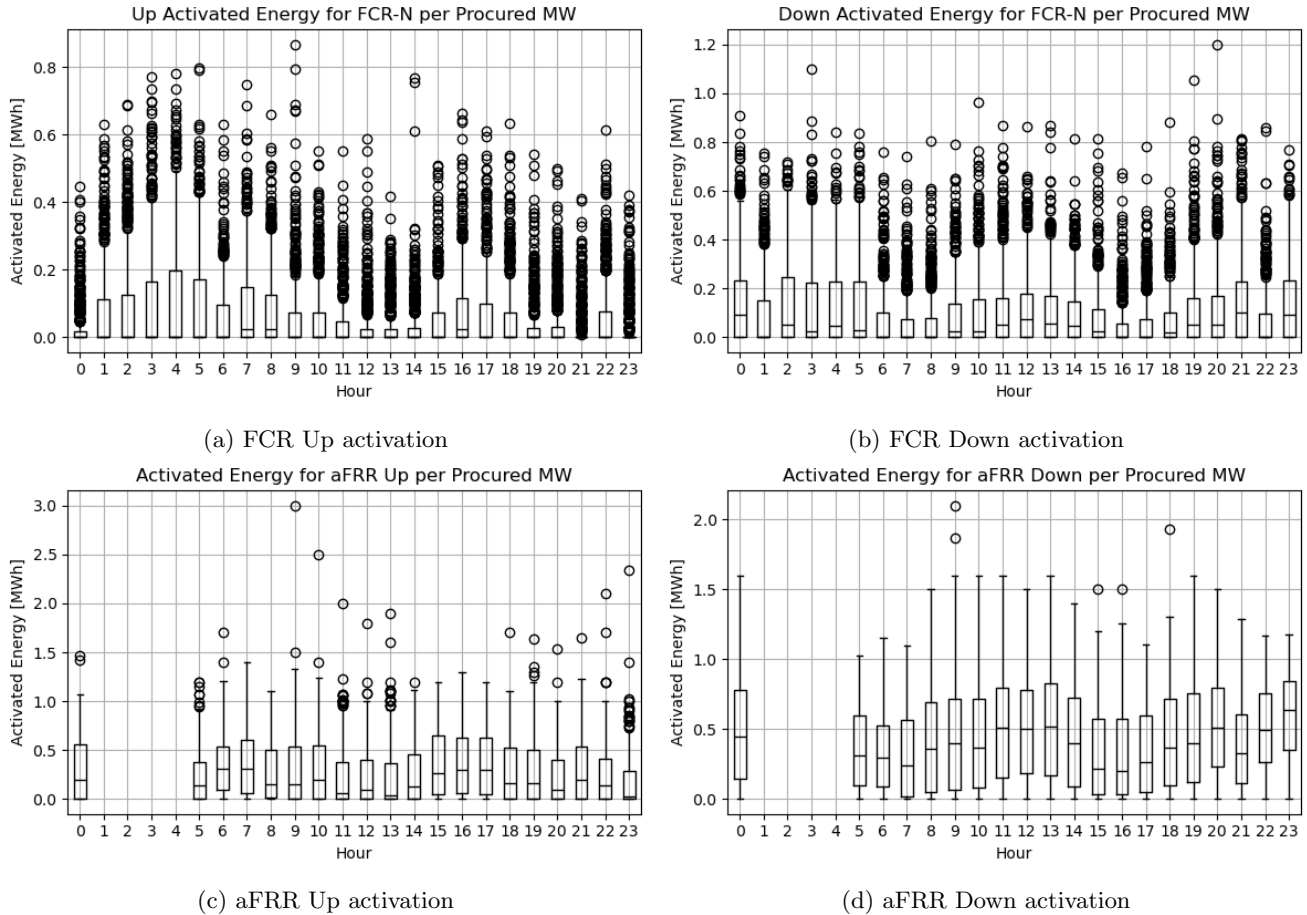 Up Activated Energy for FCR-N per Procured MW
Activated Energy [MWh]
0.8
0.6
0.4
0.2
0.0
0 1 2 3 4 5 6 7 8 9 10 11 12 13 14 15 16 17 18 19 20 21 22 23
Hour
(a) FCR Up activation
Down Activated Energy for FCR-N per Procured MW
Activated Energy [MWh]
1.2
1.0
0.8
0.6
0.4
0.2
0.0
0 1 2 3 4 5 6 7 8 9 10 11 12 13 14 15 16 17 18 19 20 21 22 23
Hour
(b) FCR Down activation
Activated Energy for aFRR Up per Procured MW
Activated Energy [MWh]
3.0
2.5
2.0
1.5
1.0
0.5
0.0
0 1 2 3 4 5 6 7 8 9 10 11 12 13 14 15 16 17 18 19 20 21 22 23
Hour
(c) aFRR Up activation
Activated Energy for aFRR Down per Procured MW
Activated Energy [MWh]
2.0
1.5
1.0
0.5
0.0
0 1 2 3 4 5 6 7 8 9 10 11 12 13 14 15 16 17 18 19 20 21 22 23
Hour
(d) aFRR Down activation